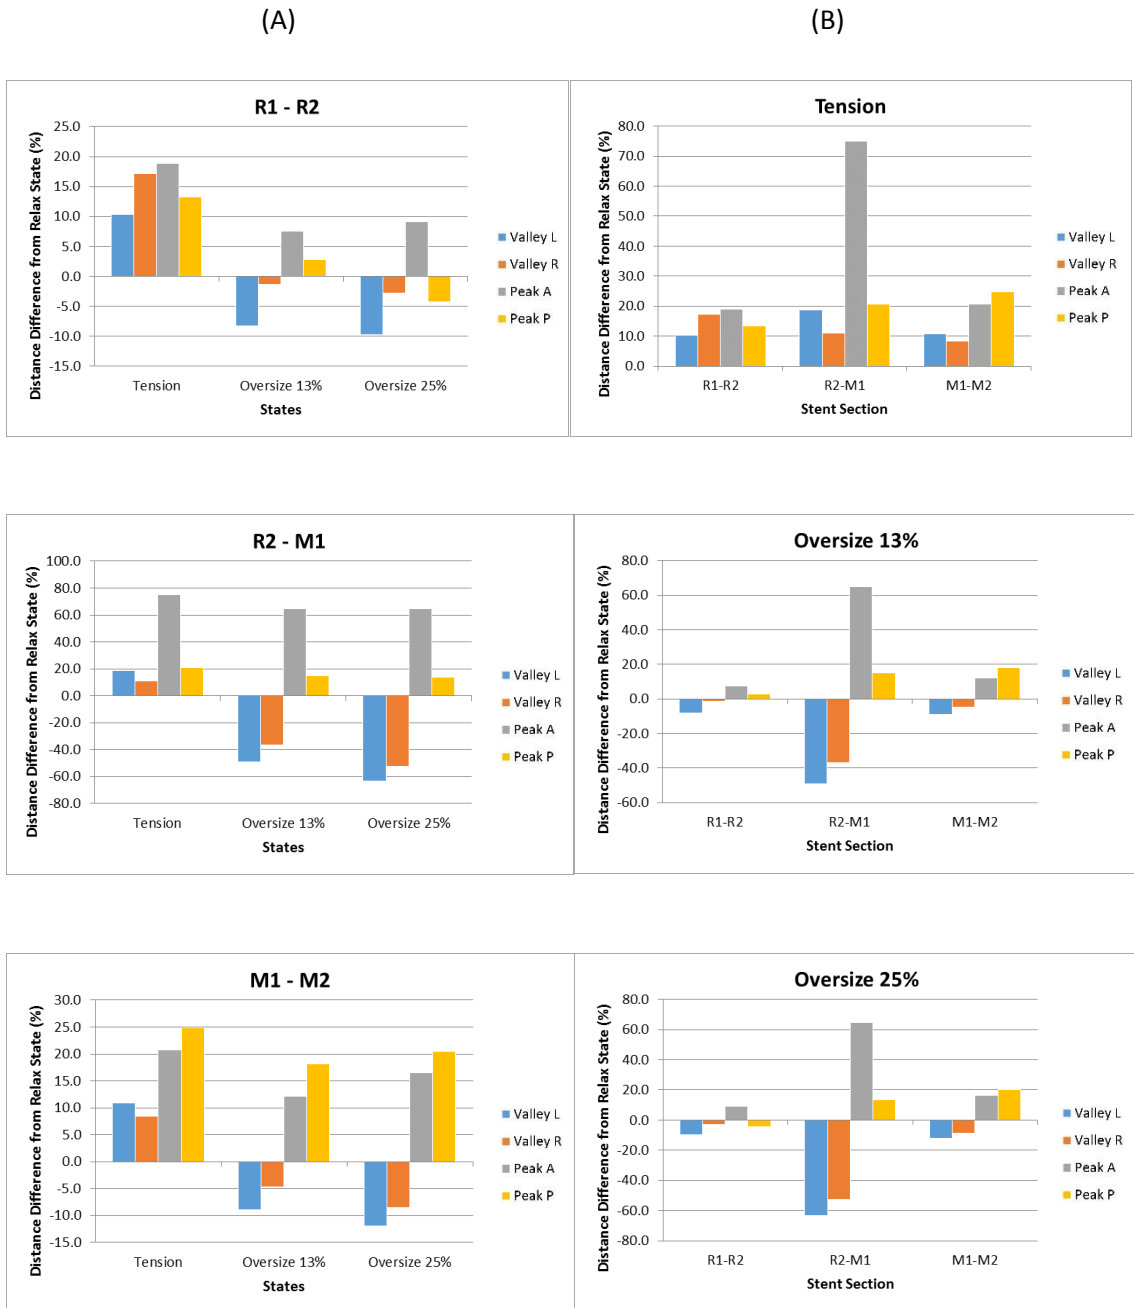 (A)
(B)
R1 - R2
Distance Difference from Relax State (%)
25.0
20.0
15.0
10.0
5.0
0.0
-5.0
-10.0
-15.0
Tension Oversize 13% Oversize 25%
States
Valley L
Valley R
Peak A
Peak P
Tension
Distance Difference from Relax State (%)
80.0
70.0
60.0
50.0
40.0
30.0
20.0
10.0
0.0
R1-R2 R2-M1 M1-M2
Stent Section
Valley L
Valley R
Peak A
Peak P
R2 - M1
Distance Difference from Relax State (%)
100.0
80.0
60.0
40.0
20.0
0.0
-20.0
-40.0
-60.0
-80.0
Tension Oversize 13% Oversize 25%
States
Valley L
Valley R
Peak A
Peak P
Oversize 13%
Distance Difference from Relax State (%)
80.0
60.0
40.0
20.0
0.0
-20.0
-40.0
-60.0
R1-R2 R2-M1 M1-M2
Stent Section
Valley L
Valley R
Peak A
Peak P
M1 - M2
Distance Difference from Relax State (%)
30.0
25.0
20.0
15.0
10.0
5.0
0.0
-5.0
-10.0
-15.0
Tension Oversize 13% Oversize 25%
States
Valley L
Valley R
Peak A
Peak P
Oversize 25%
Distance Difference from Relax State (%)
80.0
60.0
40.0
20.0
0.0
-20.0
-40.0
-60.0
-80.0
R1-R2 R2-M1 M1-M2
Stent Section
Valley L
Valley R
Peak A
Peak P